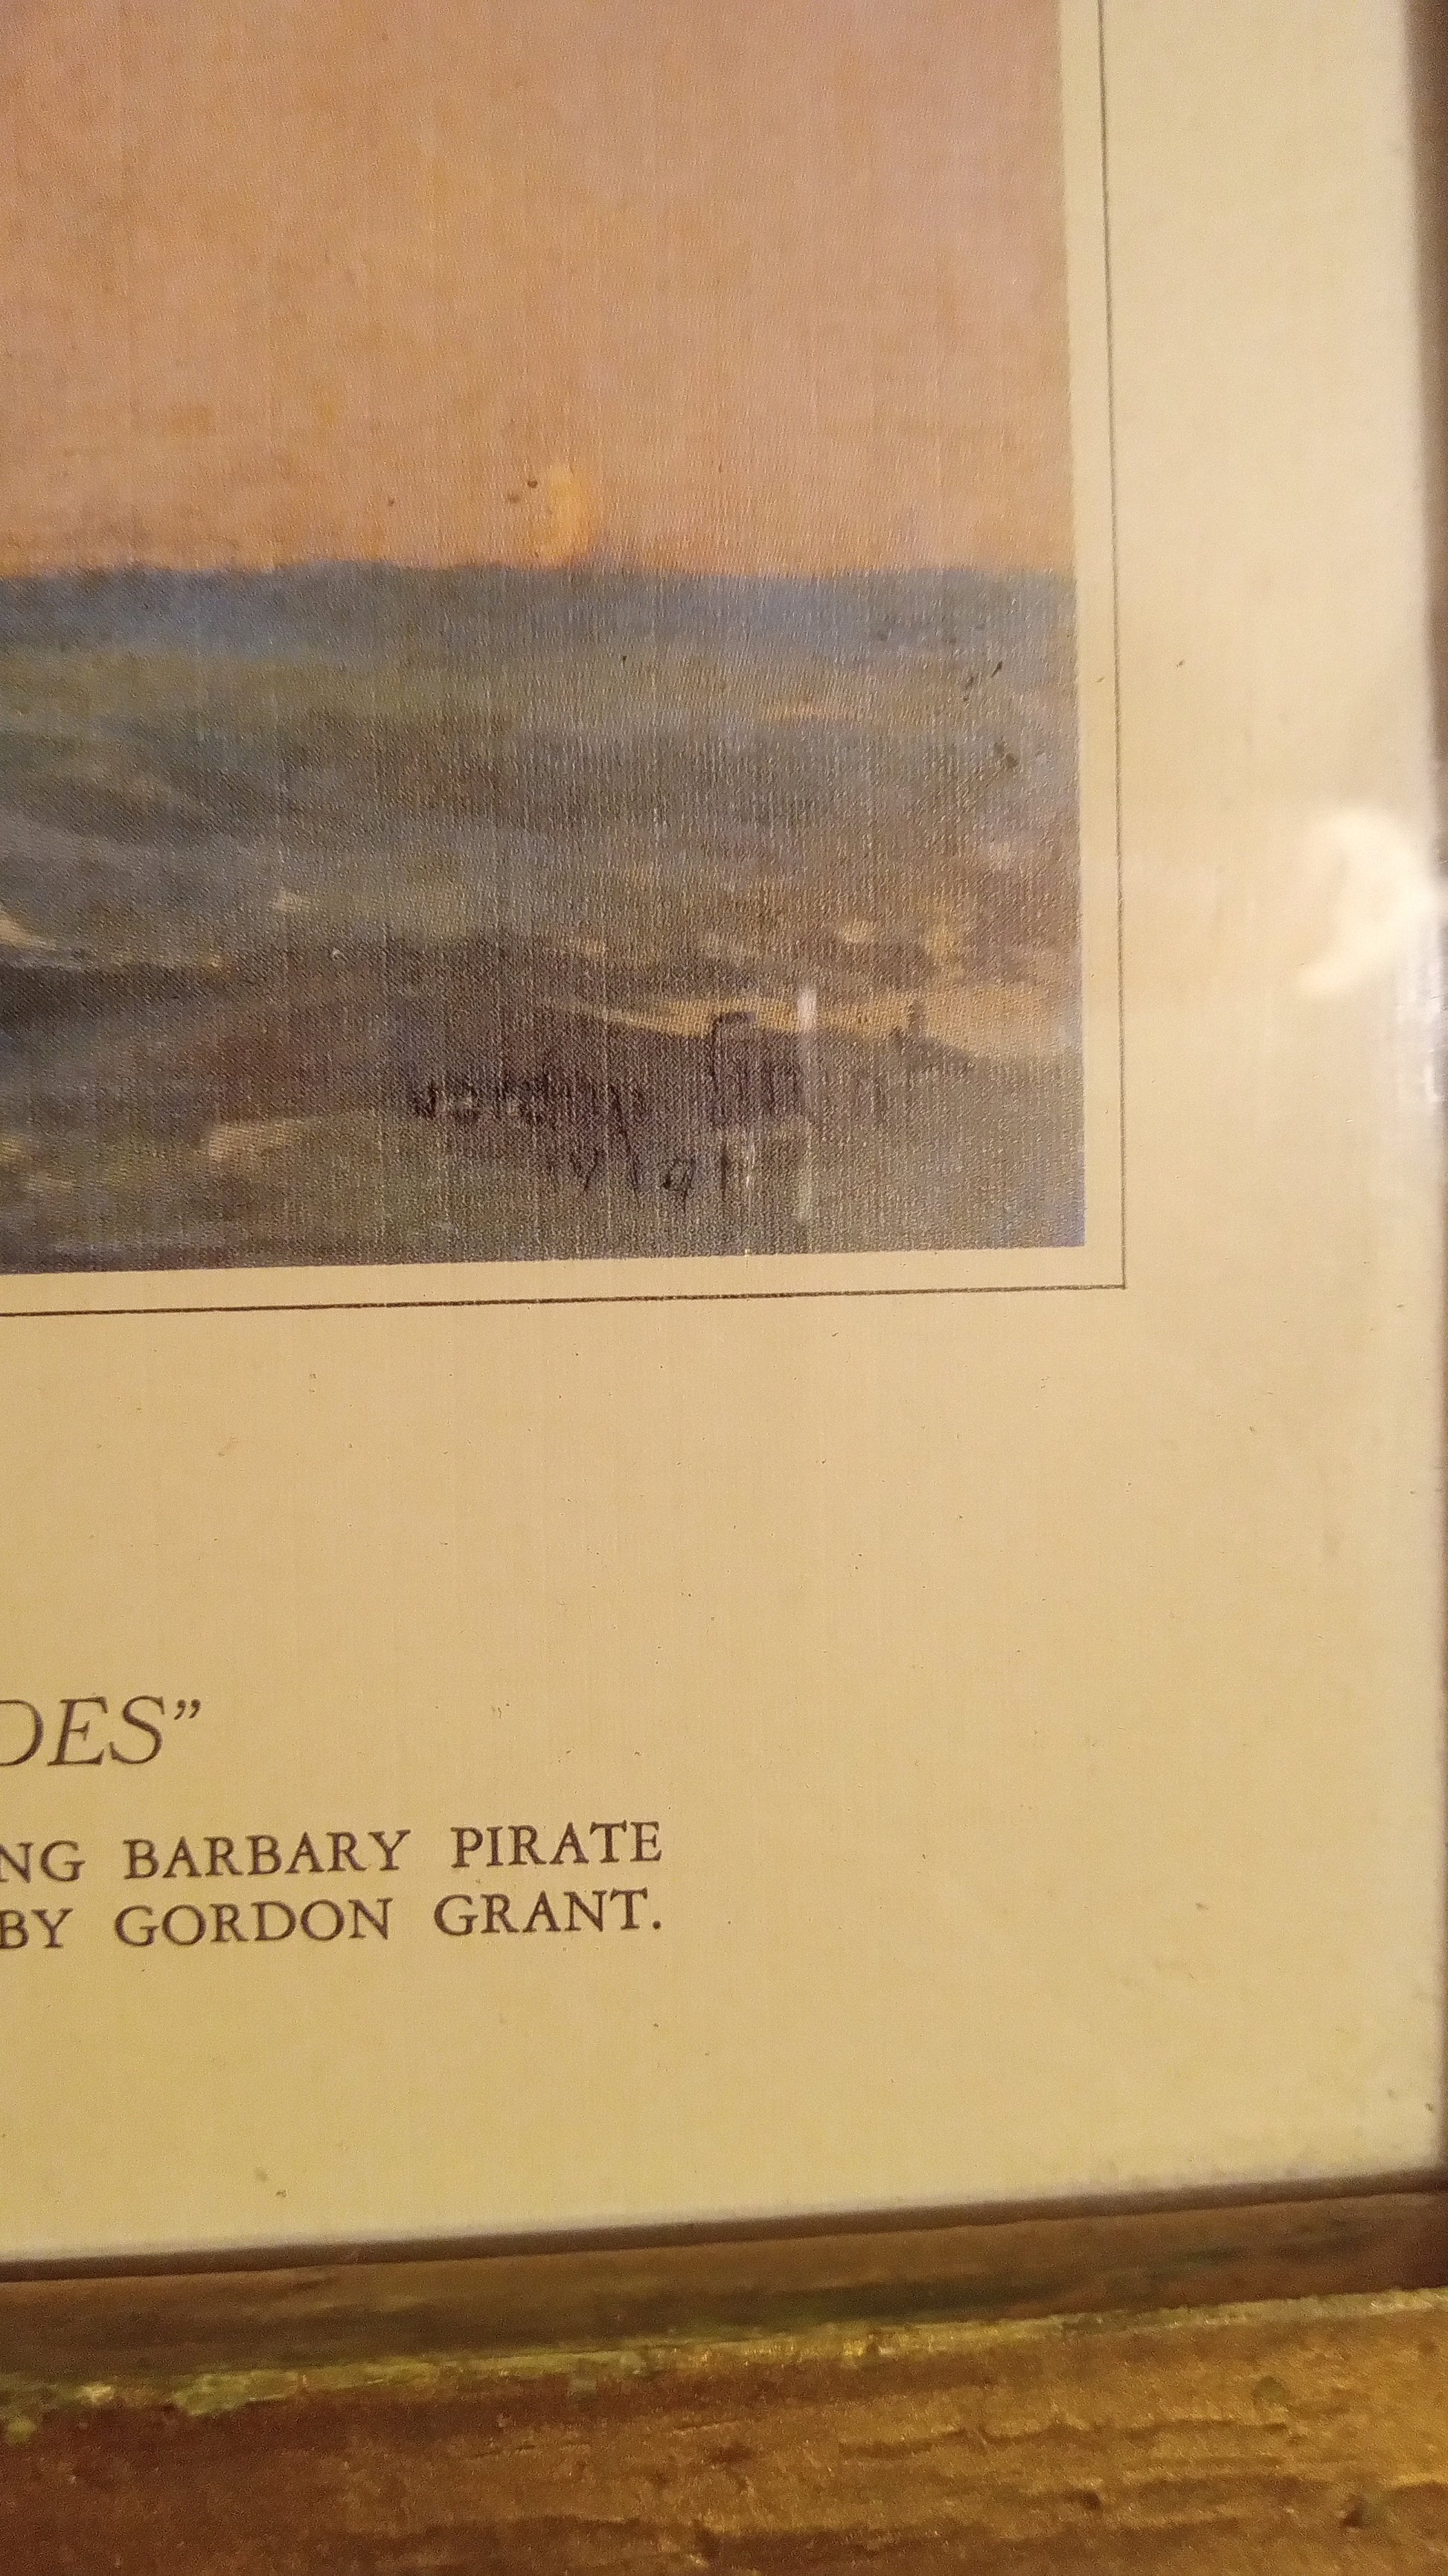 DES”
NG BARBARY PIRATE
BY GORDON GRANT.